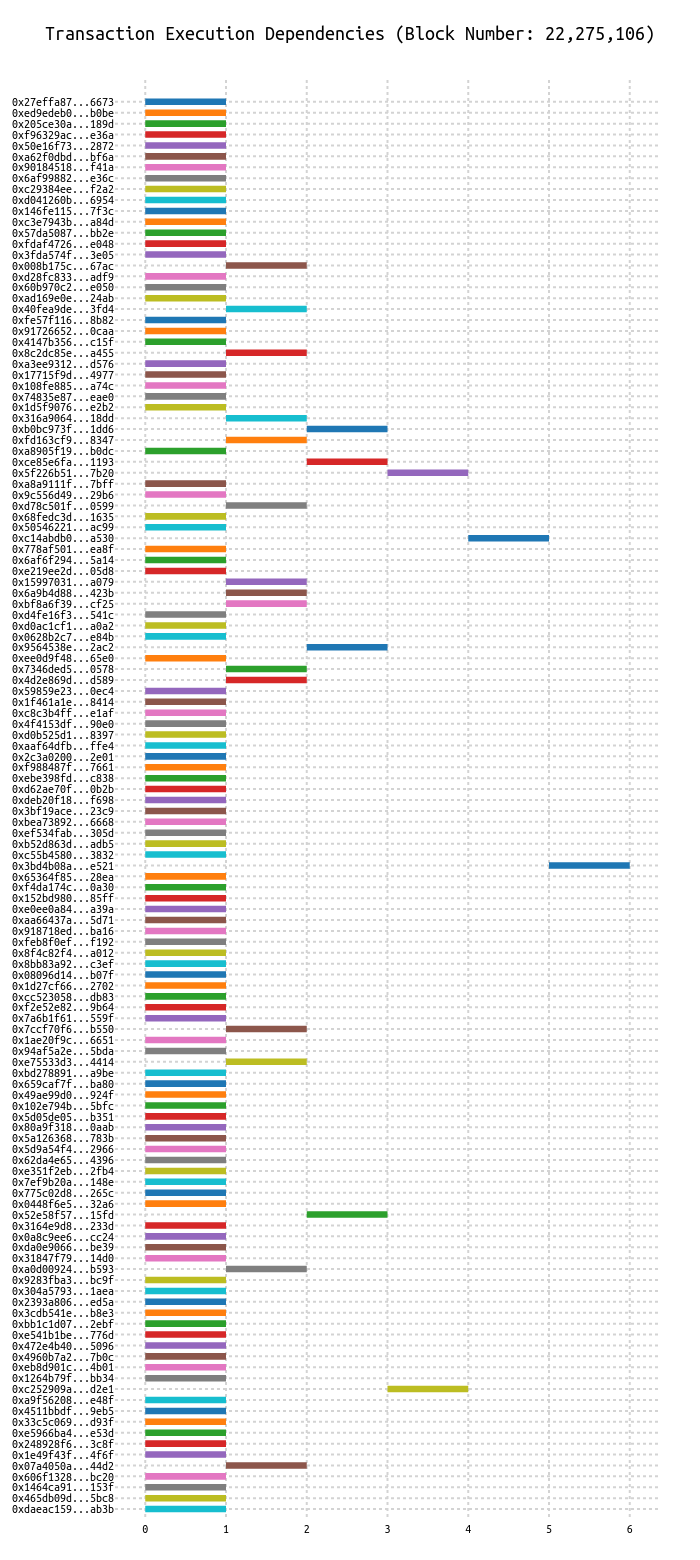 Transaction Execution Dependencies (Block Number: 22,275,106)
0x27effa87...6673
0xed9edeb0...b0be
0x205ce30a...189d
0xf96329ac...e36a
0x50e16f73...2872
0xa62f0dbd...bf6a
0x90184518...f41a
0x6af99882...e36c
0xc29384ee...f2a2
0xd041260b...6954
0x146fe115...7f3c
0xc3e7943b...a84d
0x57da5087...bb2e
0xfdaf4726...e048
0x3fda574f...3e05
0x008b175c...67ac
0xd28fc833...adf9
0x60b970c2...e050
0xad169e0e...24ab
0x40fea9de...3fd4
0xfe57f116...8b82
0x91726652...0caa
0x4147b356...c15f
0x8c2dc85e...a455
0xa3ee9312...d576
0x17715f9d...4977
0x108fe885...a74c
0x74835e87...eae0
0x1d5f9076...e2b2
0x316a9064...18dd
0xb0bc973f...1dd6
0xfd163cf9...8347
0xa8905f19...b0dc
0xce85e6fa...1193
0x5f226b51...7b20
0xa8a9111f...7bff
0x9c556d49...29b6
0xd78c501f...0599
0x68fedc3d...1635
0x50546221...ac99
0xc14abdb0...a530
0x778af501...ea8f
0x6af6f294...5a14
0xe219ee2d...05d8
0x15997031...a079
0x6a9b4d88...423b
0xbf8a6f39...cf25
0xd4fe16f3...541c
0xd0ac1cf1...a0a2
0x0628b2c7...e84b
0x9564538e...2ac2
0xee0d9f48...65e0
0x7346ded5...0578
0x4d2e869d...d589
0x59859e23...0ec4
0x1f461a1e...8414
0xc8c3b4ff...e1af
0x4f4153df...90e0
0xd0b525d1...8397
0xaaf64dfb...ffe4
0x2c3a0200...2e01
0xf988487f...7661
0xebe398fd...c838
0xd62ae70f...0b2b
0xdeb20f18...f698
0x3bf19ace...23c9
0xbea73892...6668
0xef534fab...305d
0xb52d863d...adb5
0xc55b4580...3832
0x3bd4b08a...e521
0x65364f85...28ea
0xf4da174c...0a30
0x152bd980...85ff
0xe0ee0a84...a39a
0xaa66437a...5d71
0x918718ed...ba16
0xfeb8f0ef...f192
0x8f4c82f4...a012
0x8bb83a92...c3ef
0x08096d14...b07f
0x1d27cf66...2702
0xcc523058...db83
0xf2e52e82...9b64
0x7a6b1f61...559f
0x7ccf70f6...b550
0x1ae20f9c...6651
0x94af5a2e...5bda
0xe75533d3...4414
0xbd278891...a9be
0x659caf7f...ba80
0x49ae99d0...924f
0x102e794b...5bfc
0x5d05de05...b351
0x80a9f318...0aab
0x5a126368...783b
0x5d9a54f4...2966
0x62da4e65...4396
0xe351f2eb...2fb4
0x7ef9b20a...148e
0x775c02d8...265c
0x0448f6e5...32a6
0x52e58f57...15fd
0x3164e9d8...233d
0x0a8c9ee6...cc24
0xda0e9066...be39
0x31847f79...14d0
0xa0d00924...b593
0x9283fba3...bc9f
0x304a5793...1aea
0x2393a806...ed5a
0x3cdb541e...b8e3
0xbb1c1d07...2ebf
0xe541b1be...776d
0x472e4b40...5096
0x4960b7a2...7b0c
0xeb8d901c...4b01
0x1264b79f...bb34
0xc252909a...d2e1
0xa9f56208...e48f
0x4511bbdf...9eb5
0x33c5c069...d93f
0xe5966ba4...e53d
0x248928f6...3c8f
0x1e49f43f...4f6f
0x07a4050a...44d2
0x606f1328...bc20
0x1464ca91...153f
0x465db09d...5bc8
0xdaeac159...ab3b
0 1 2 3 4 5 6